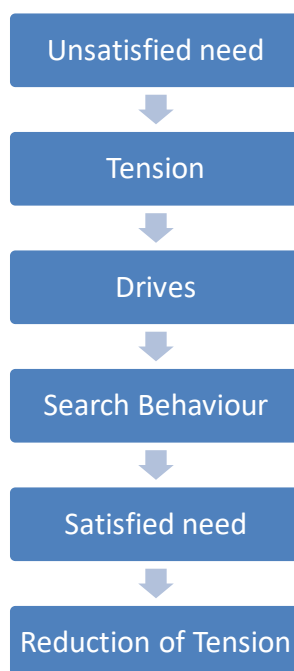 Unsatisfied need
Tension
Drives
Search Behaviour
Satisfied need
Reduction of Tension